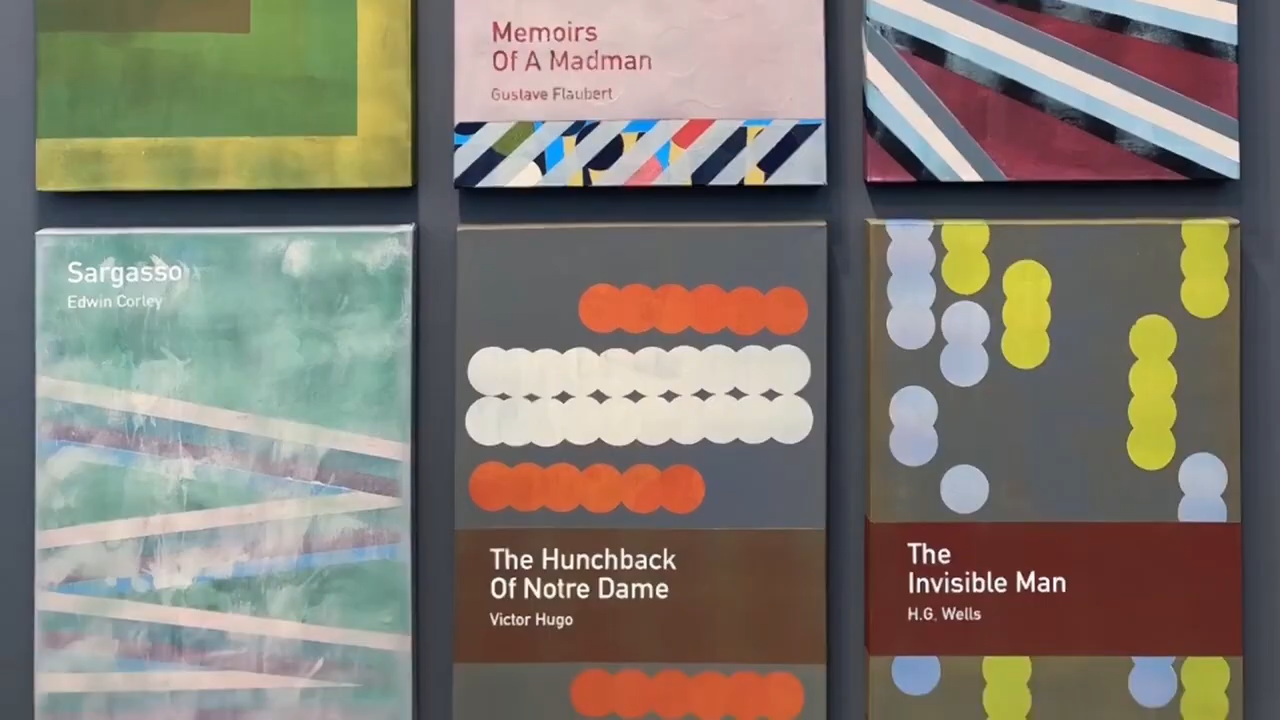 Memoirs
Of A Madman
Gustave Flaubert
Sargasso
Edwin Corley
The Hunchback
Of Notre Dame
Victor Hugo
The
Invisible Man
H.G. Wells